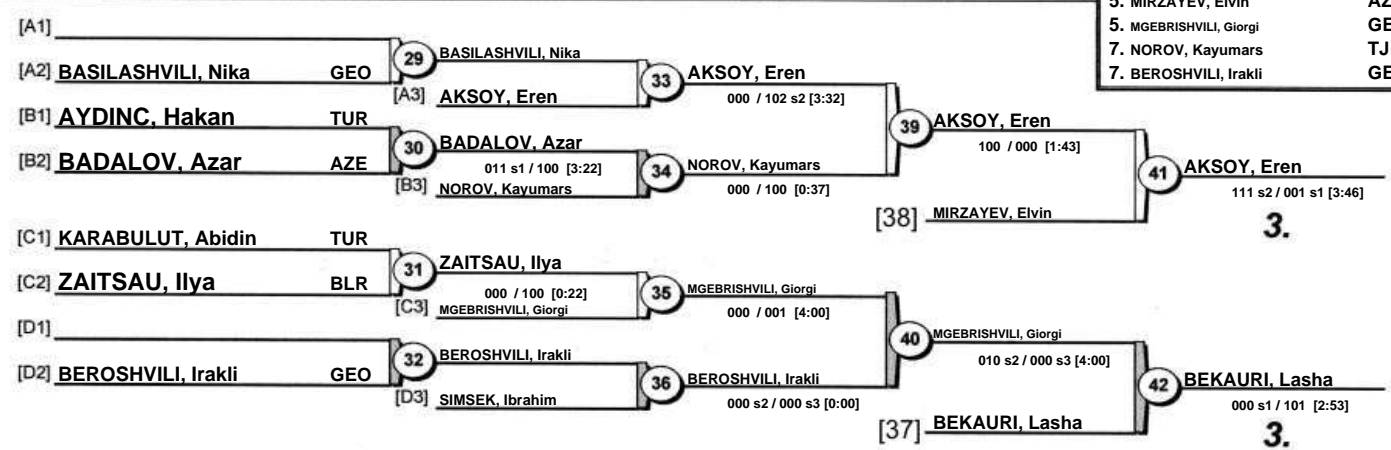 5. MIRZAYEV, Elvin AZ
5. MGEBRISHVILI, Giorgi GE
7. NOROV, Kayumars TJ
7. BEROSHVILI, Irakli GE
[A1]
29 BASILASHVILI, Nika
[A2] BASILASHVILI, Nika GEO
33 AKSOY, Eren
[A3] AKSOY, Eren
000 / 102 s2 [3:32]
[B1] AYDINC, Hakan TUR
39 AKSOY, Eren
30 BADALOV, Azar
100 / 000 [1:43]
[B2] BADALOV, Azar AZE
011 s1 / 100 [3:22]
34 NOROV, Kayumars
41 AKSOY, Eren
[B3] NOROV, Kayumars
000 / 100 [0:37]
111 s2 / 001 s1 [3:46]
[38] MIRZAYEV, Elvin
3.
[C1] KARABULUT, Abidin TUR
31 ZAITSAU, Ilya
[C2] ZAITSAU, Ilya BLR
000 / 100 [0:22]
35 MGEBRISHVILI, Giorgi
[C3] MGEBRISHVILI, Giorgi
000 / 001 [4:00]
[D1]
40 MGEBRISHVILI, Giorgi
32 BEROSHVILI, Irakli
010 s2 / 000 s3 [4:00]
[D2] BEROSHVILI, Irakli GEO
36 BEROSHVILI, Irakli
42 BEKAURI, Lasha
[D3] SIMSEK, Ibrahim
000 s2 / 000 s3 [0:00]
000 s1 / 101 [2:53]
[37] BEKAURI, Lasha
3.